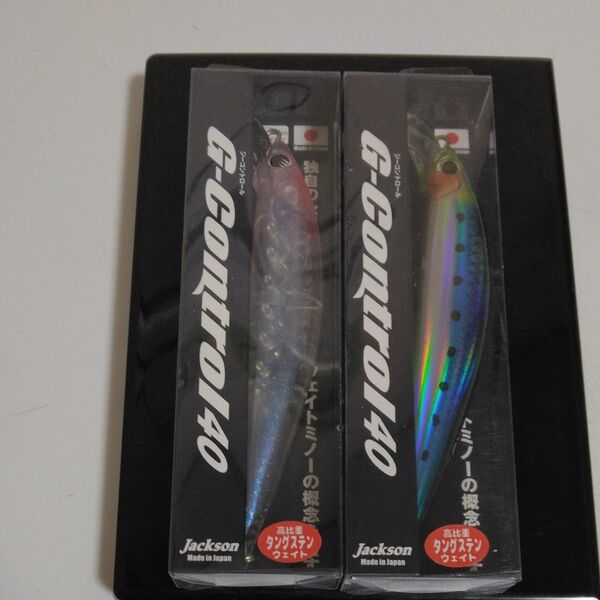 G-Control40
ジーコントロール
Made in Japan
独自の
ェイトミノーの概念
Jackson
Made in Japan
高比重
タングステン
ウェイト
G-Control40
ジーコントロール
トミノーの概念
Jackson
Made in Japan
高比重
タングステン
ウェイト